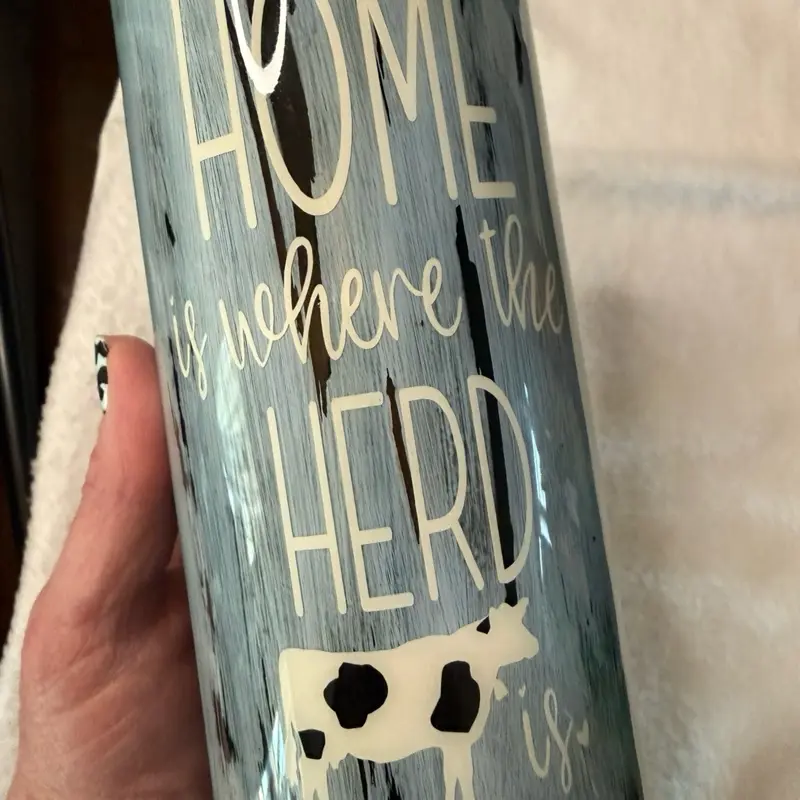 HOME
is where the
HERD
is.